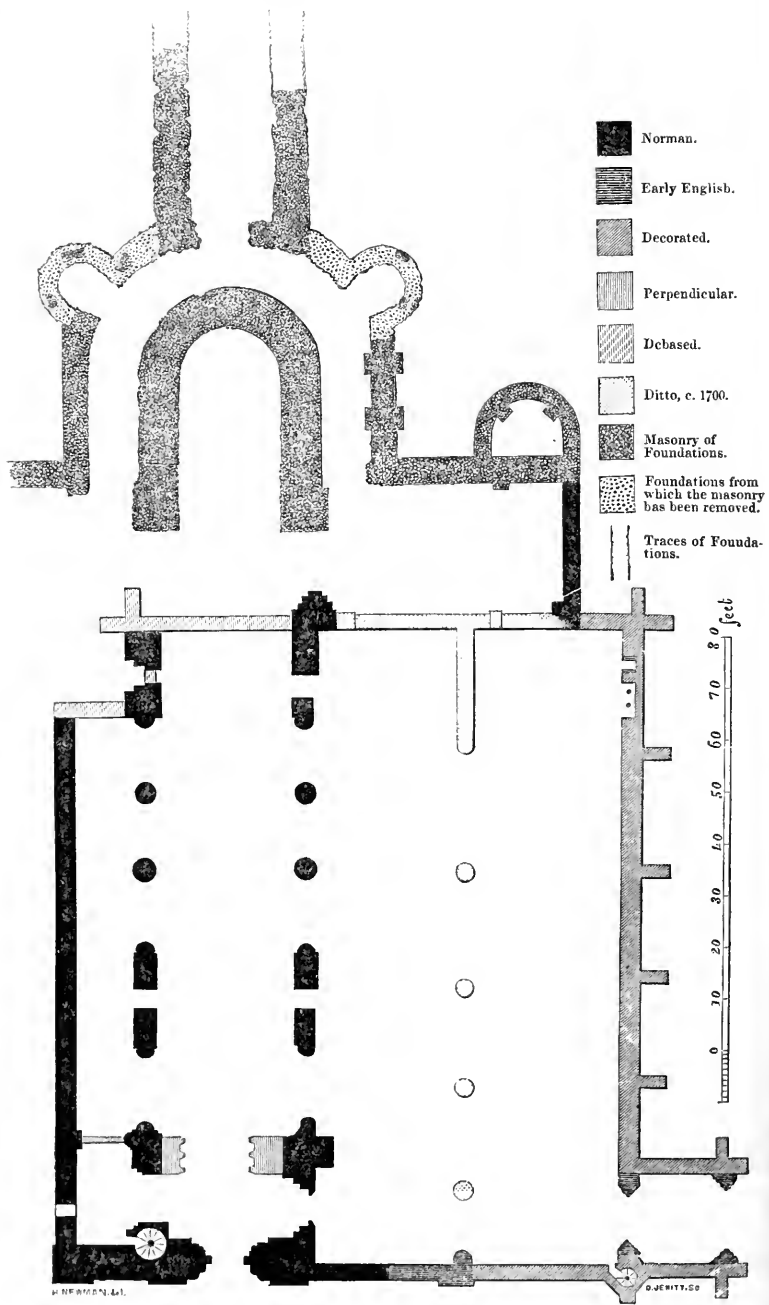 Norman.
Early English.
Decorated.
Perpendicular.
Debased.
Ditto, c. 1700.
Masonry of
Foundations.
Foundations from
which the masonry
has been removed.
Traces of Founda-
tions.
feet
80
70
60
50
40
30
20
10
0
H. NEWMAN. del.
O. JEWITT. SC